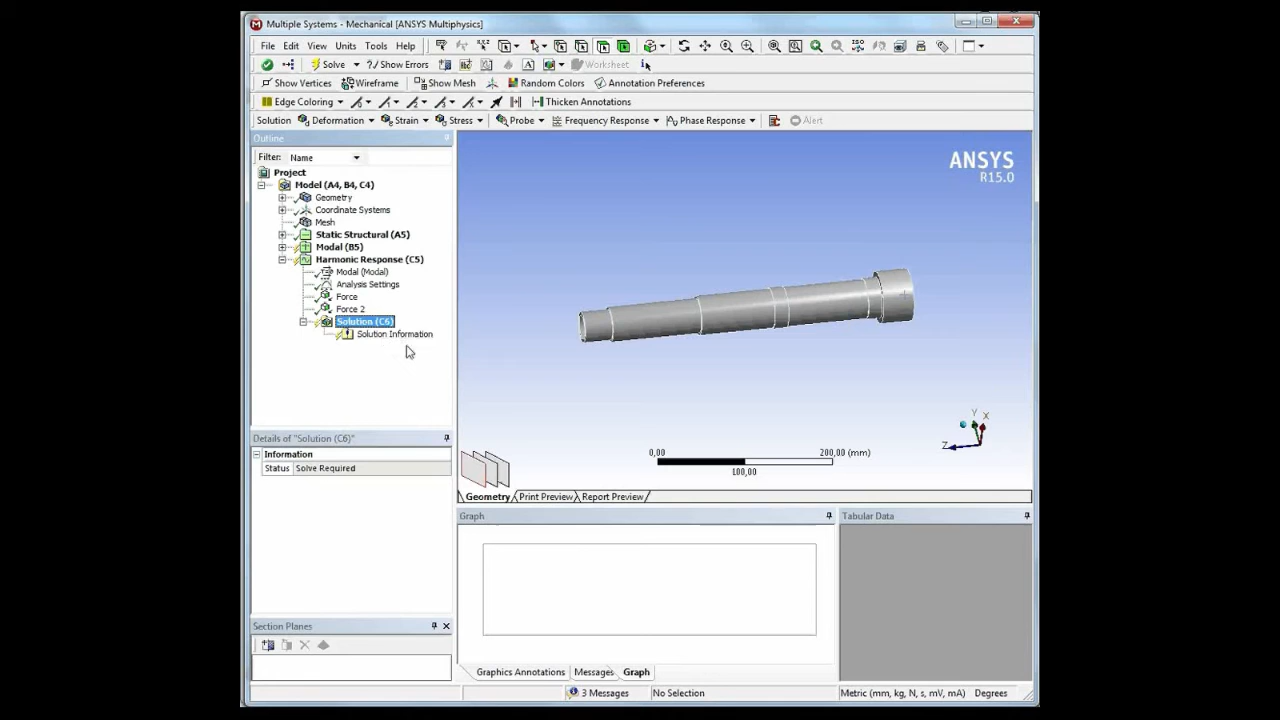 Multiple Systems - Mechanical [ANSYS Multiphysics]
File Edit View Units Tools Help
Solve ?/ Show Errors Worksheet
Show Vertices Wireframe Show Mesh Random Colors Annotation Preferences
Edge Coloring Thicken Annotations
Solution Deformation Strain Stress Probe Frequency Response Phase Response Alert
Outline
Filter: Name
Project
Model (A4, B4, C4)
Geometry
Coordinate Systems
Mesh
Static Structural (A5)
Modal (B5)
Harmonic Response (C5)
Modal (Modal)
Analysis Settings
Force
Force 2
Solution (C6)
Solution Information
Details of "Solution (C6)"
Information
Status Solve Required
Section Planes
ANSYS
R15.0
Y
X
Z
0,00 200,00 (mm)
100,00
Geometry Print Preview Report Preview
Graph
Tabular Data
Graphics Annotations Messages Graph
3 Messages No Selection Metric (mm, kg, N, s, mV, mA) Degrees